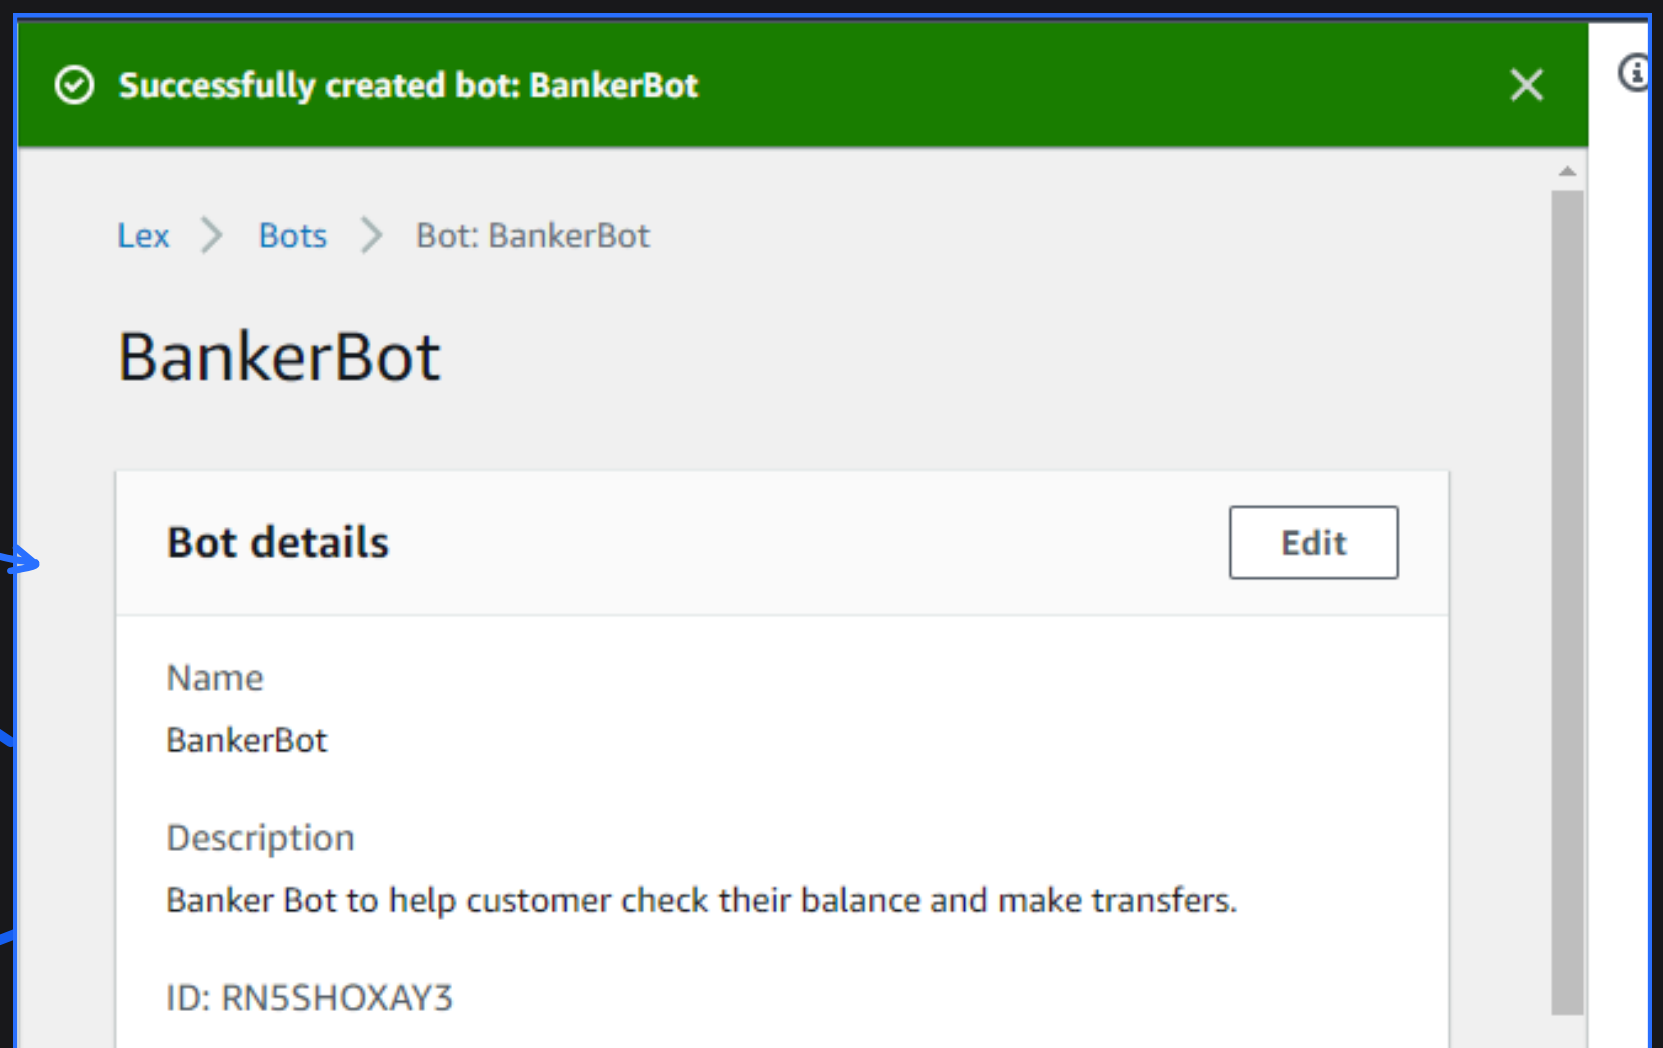 Successfully created bot: BankerBot
Lex > Bots > Bot: BankerBot
BankerBot
Bot details
Edit
Name
BankerBot
Description
Banker Bot to help customer check their balance and make transfers.
ID: RN5SHOXAY3